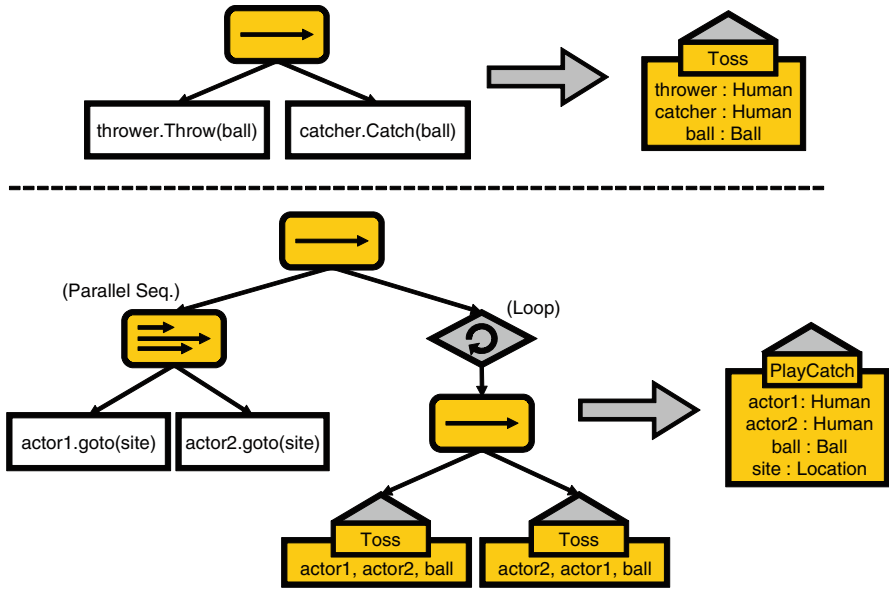 Toss
thrower.Throw(ball)
catcher.Catch(ball)
thrower : Human
catcher : Human
ball : Ball
(Parallel Seq.)
(Loop)
PlayCatch
actor1.goto(site)
actor2.goto(site)
actor1: Human
actor2 : Human
ball : Ball
site : Location
Toss
actor1, actor2, ball
Toss
actor2, actor1, ball